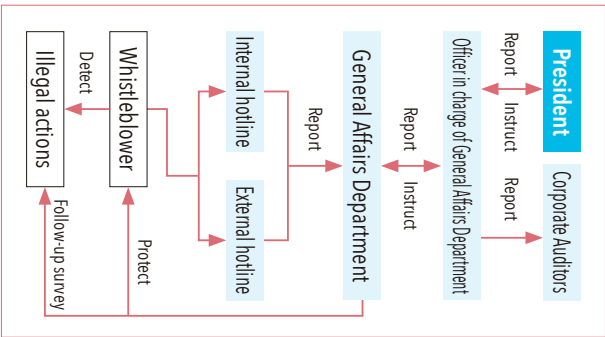 President
Corporate Auditors
Report
Instruct
Report
Officer in charge of General Affairs Department
Report
Instruct
General Affairs Department
Report
Internal hotline
External hotline
Whistleblower
Protect
Detect
Illegal actions
Follow-up survey